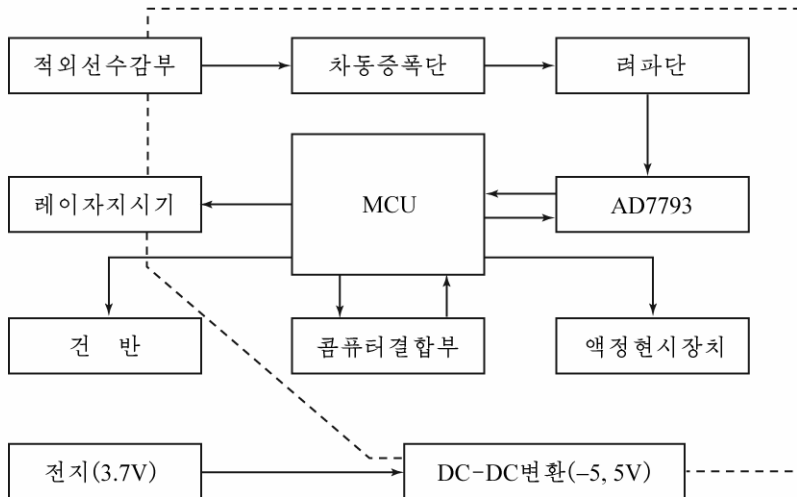 적외선수감부
차동증폭단
려파단
레이자지시기
MCU
AD7793
건 반
콤퓨터결합부
액정현시장치
전지(3.7V)
DC-DC변환(–5, 5V)